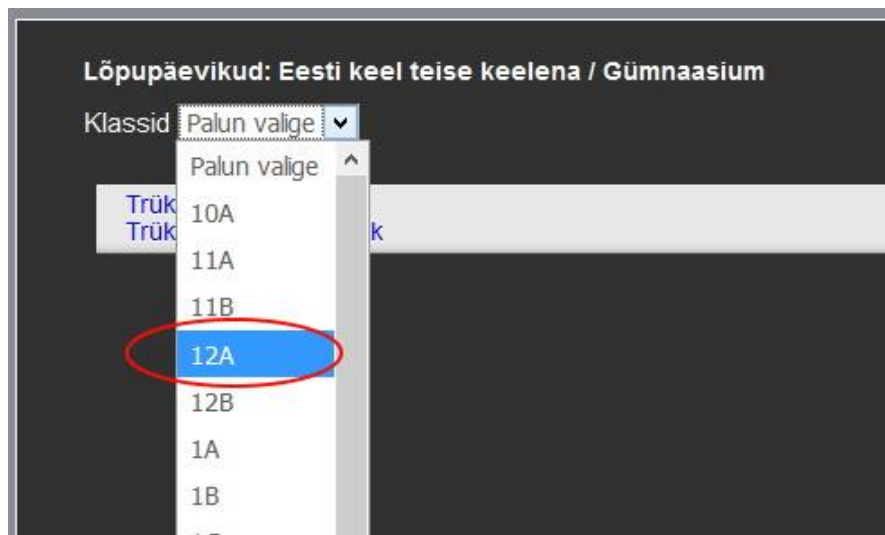 Lõpupäevikud: Eesti keel teise keelena / Gümnaasium
Klassid Palun valige
Palun valige
10A
11A
11B
12A
12B
1A
1B